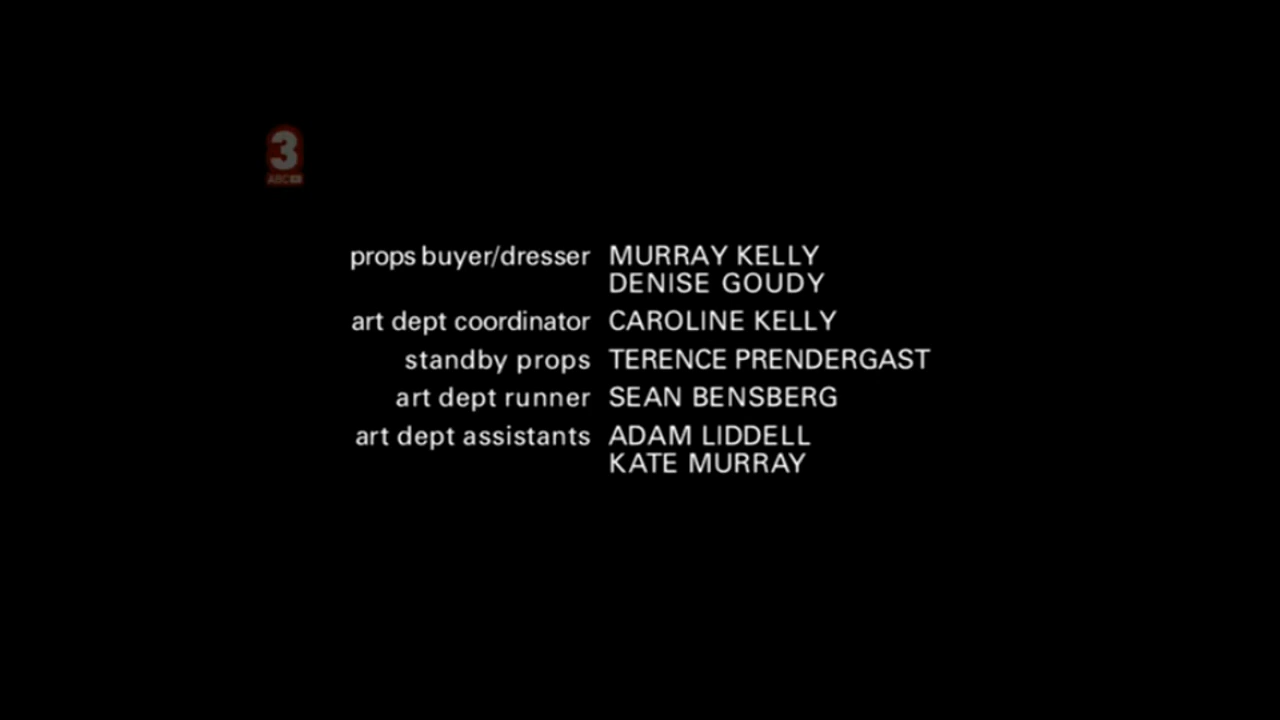 3
ABC
props buyer/dresser MURRAY KELLY
DENISE GOUDY
art dept coordinator CAROLINE KELLY
standby props TERENCE PRENDERGAST
art dept runner SEAN BENSBERG
art dept assistants ADAM LIDDELL
KATE MURRAY